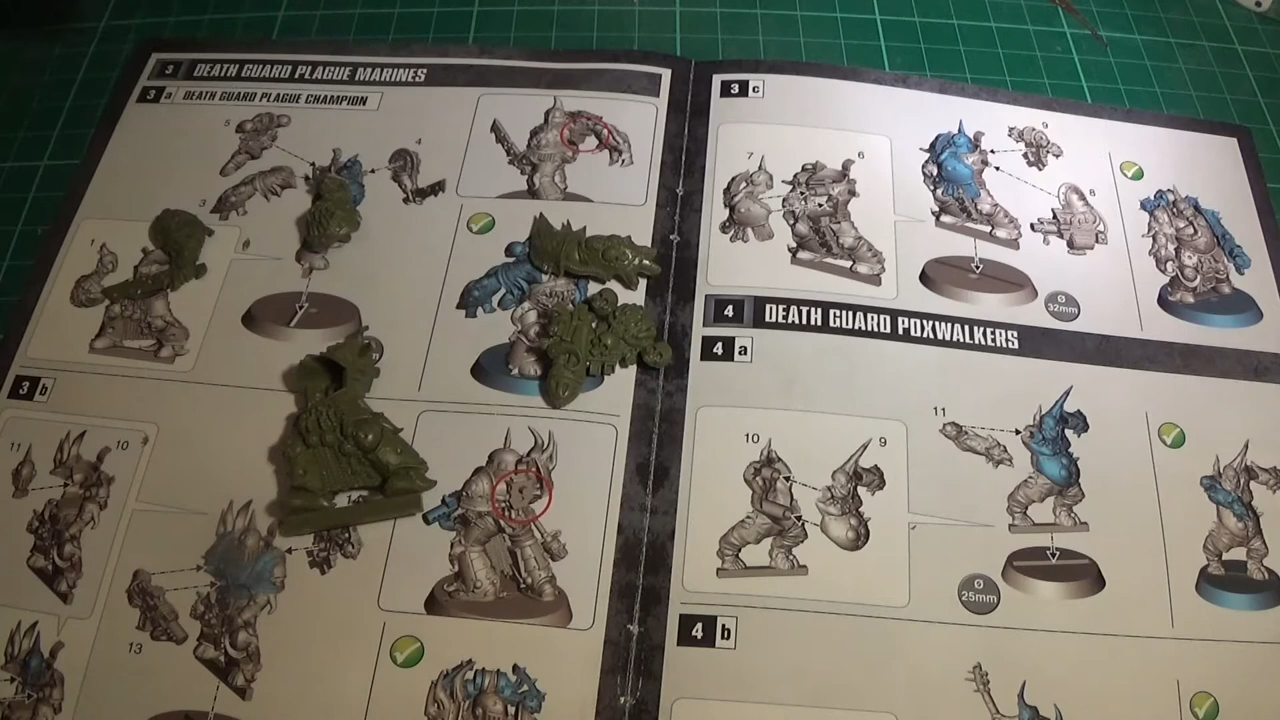 3 DEATH GUARD PLAGUE MARINES
3 a DEATH GUARD PLAGUE CHAMPION
5
4
3
1
3 b
11
10
14
13
3 c
9
7
6
8
Ø
32mm
4 DEATH GUARD POXWALKERS
4 a
11
10
9
Ø
25mm
4 b